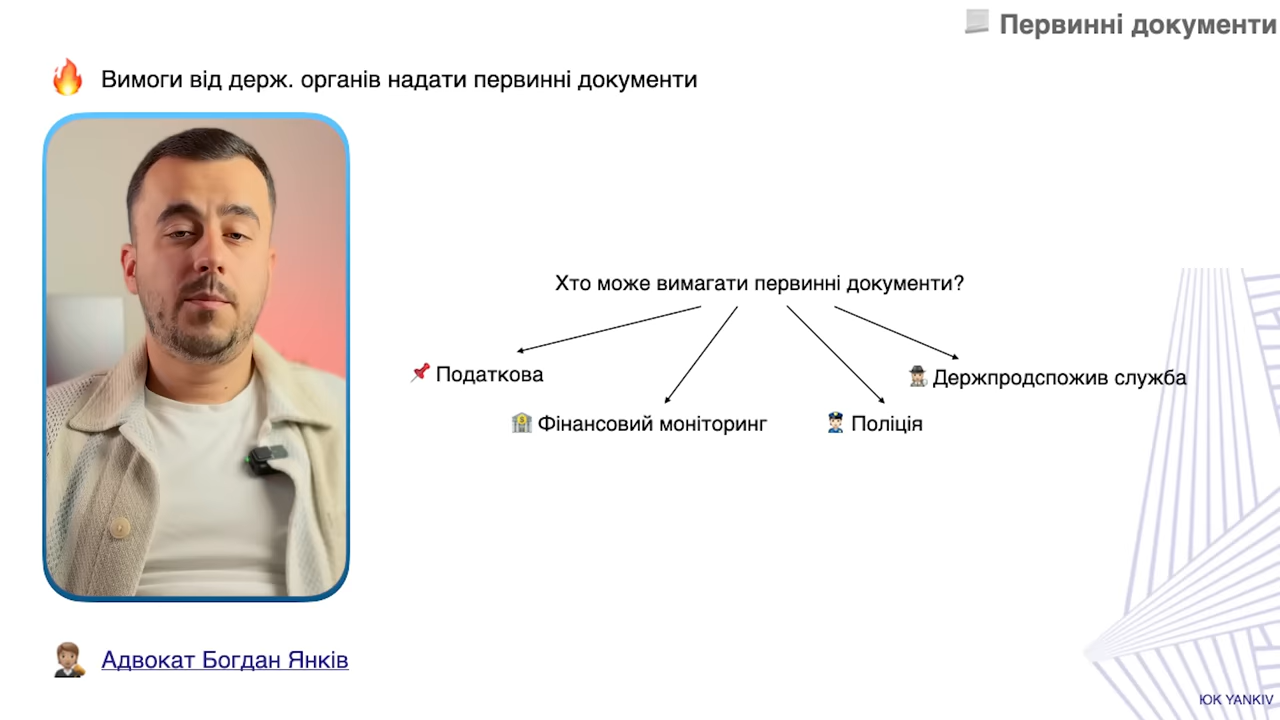 Первинні документи
Вимоги від держ. органів надати первинні документи
Хто може вимагати первинні документи?
Податкова
Держпродспожив служба
Фінансовий моніторинг
Поліція
Адвокат Богдан Янків
ЮК YANKIV